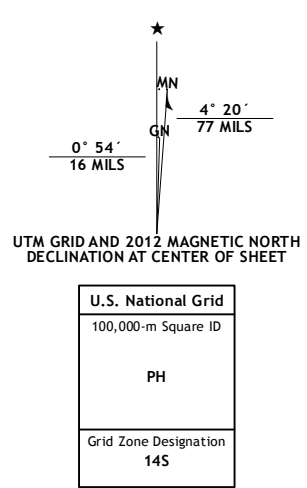 MN
4° 20´
77 MILS
GN
0° 54´
16 MILS
UTM GRID AND 2012 MAGNETIC NORTH
DECLINATION AT CENTER OF SHEET
U.S. National Grid
100,000-m Square ID
PH
Grid Zone Designation
14S